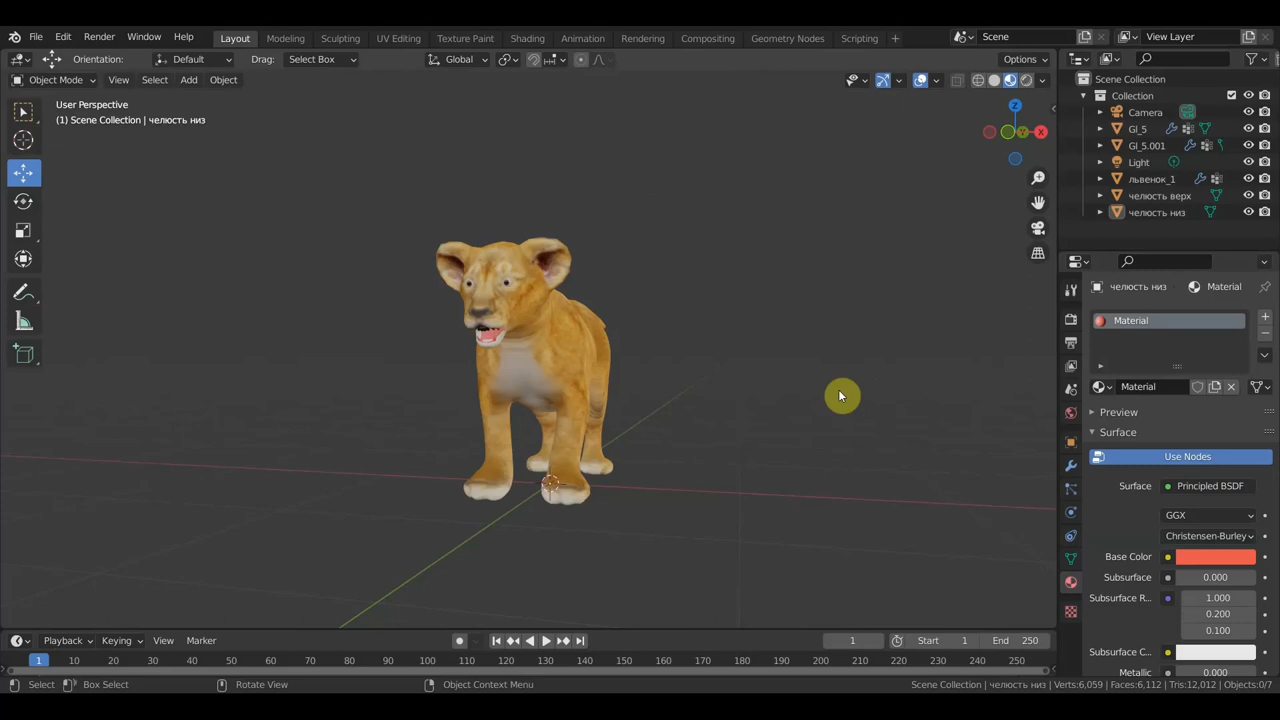 File Edit Render Window Help Layout Modeling Sculpting UV Editing Texture Paint Shading Animation Rendering Compositing Geometry Nodes Scripting + Scene View Layer
Orientation: Default Drag: Select Box Global Options
Object Mode View Select Add Object
User Perspective
(1) Scene Collection | челюсть низ
Z
Y X
Scene Collection
Collection
Camera
Gl_5
Gl_5.001
Light
львенок_1
челюсть верх
челюсть низ
челюсть низ Material
Material
Material
Preview
Surface
Use Nodes
Surface Principled BSDF
GGX
Christensen-Burley
Base Color
Subsurface 0.000
Subsurface R... 1.000
0.200
0.100
Subsurface C...
Metallic 0.000
Playback Keying View Marker 1 Start 1 End 250
1 10 20 30 40 50 60 70 80 90 100 110 120 130 140 150 160 170 180 190 200 210 220 230 240 250
Select Box Select Rotate View Object Context Menu Scene Collection | челюсть низ | Verts:6,059 | Faces:6,112 | Tris:12,012 | Objects:0/7